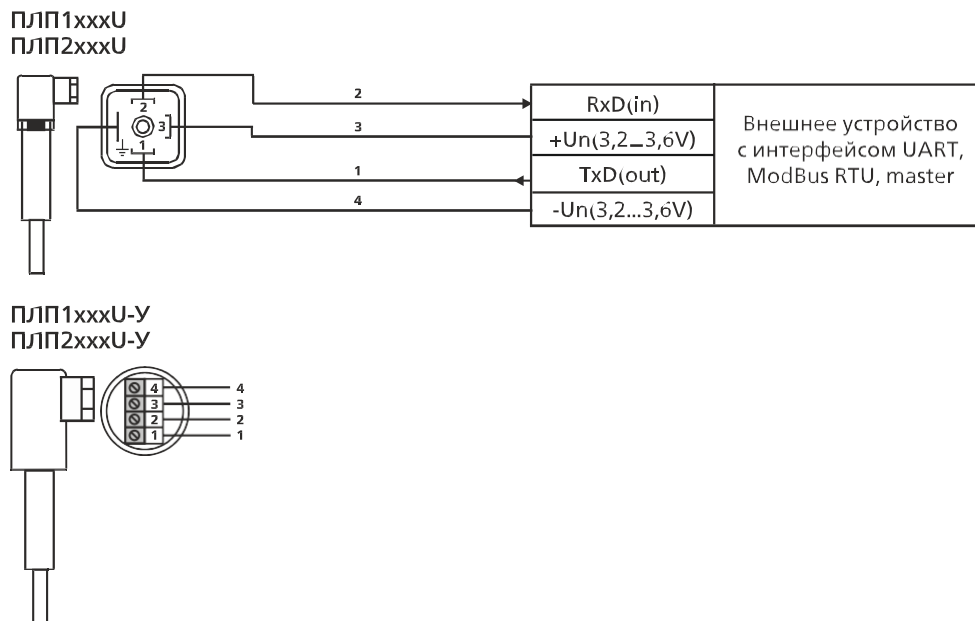 ПЛП1xxxU
ПЛП2xxxU
2
3
1
2
3
1
4
RxD(in)
+Un(3,2...3,6V)
TxD(out)
-Un(3,2...3,6V)
Внешнее устройство
с интерфейсом UART,
ModBus RTU, master
ПЛП1xxxU-У
ПЛП2xxxU-У
4 4
3 3
2 2
1 1